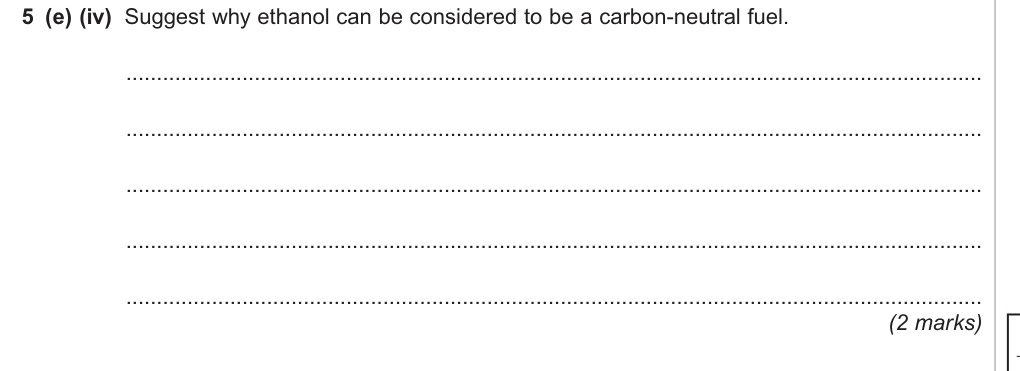 5 (e) (iv) Suggest why ethanol can be considered to be a carbon-neutral fuel.
(2 marks)